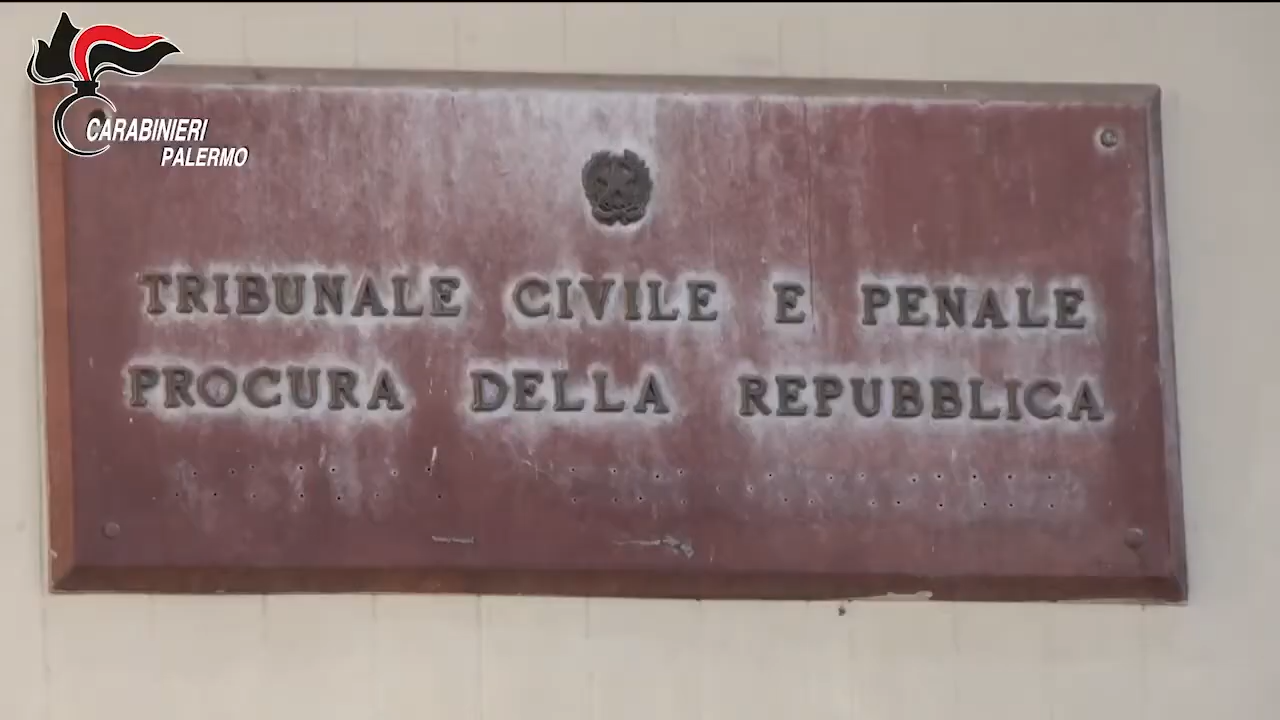 CARABINIERI
PALERMO
TRIBUNALE CIVILE E PENALE
PROCURA DELLA REPUBBLICA